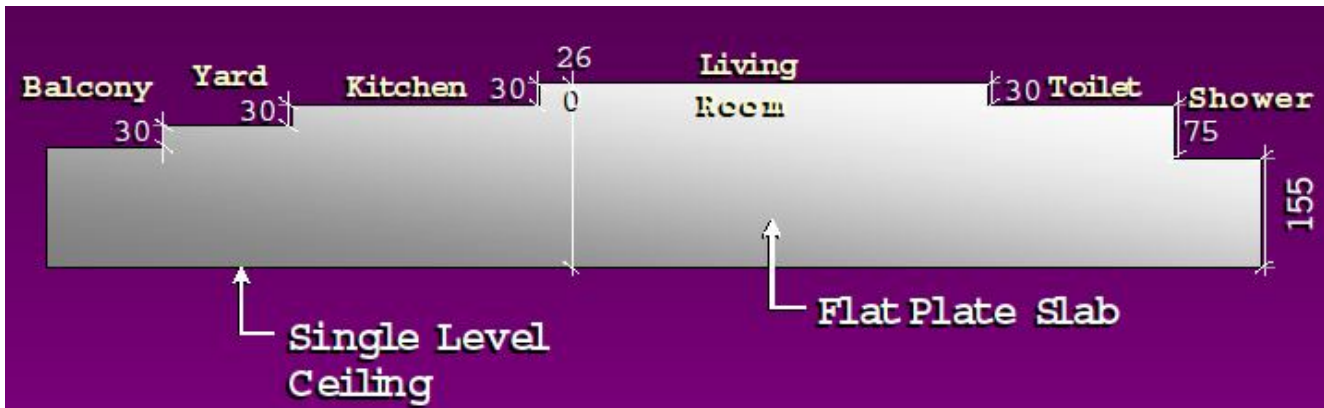 Balcony
30
Yard
30
Kitchen
30
26
0
Living
Room
30
Toilet
Shower
75
155
Single Level
Ceiling
Flat Plate Slab